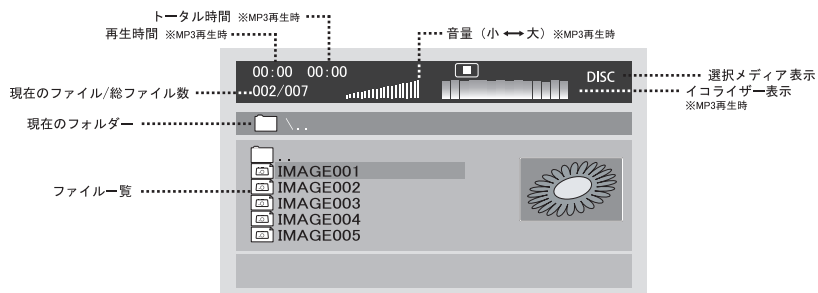 トータル時間 ※MP3再生時
再生時間 ※MP3再生時
音量（小 ⟷ 大）※MP3再生時
00:00 00:00
DISC
選択メディア表示
現在のファイル/総ファイル数
002/007
イコライザー表示
※MP3再生時
現在のフォルダー
\..
..
IMAGE001
ファイル一覧
IMAGE002
IMAGE003
IMAGE004
IMAGE005